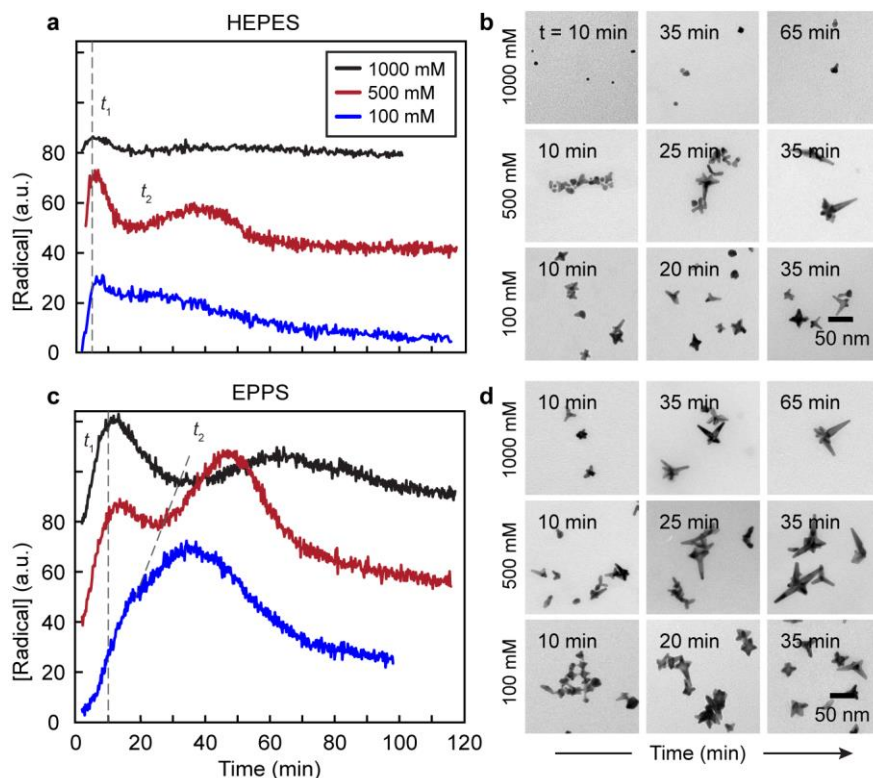 a
HEPES
1000 mM
500 mM
100 mM
t1
t2
80
60
40
20
0
[Radical] (a.u.)
b
1000 mM
t = 10 min
35 min
65 min
500 mM
10 min
25 min
35 min
100 mM
10 min
20 min
35 min
50 nm
c
EPPS
t1
t2
80
60
40
20
0
[Radical] (a.u.)
0 20 40 60 80 100 120
Time (min)
d
1000 mM
10 min
35 min
65 min
500 mM
10 min
25 min
35 min
100 mM
10 min
20 min
35 min
50 nm
Time (min)